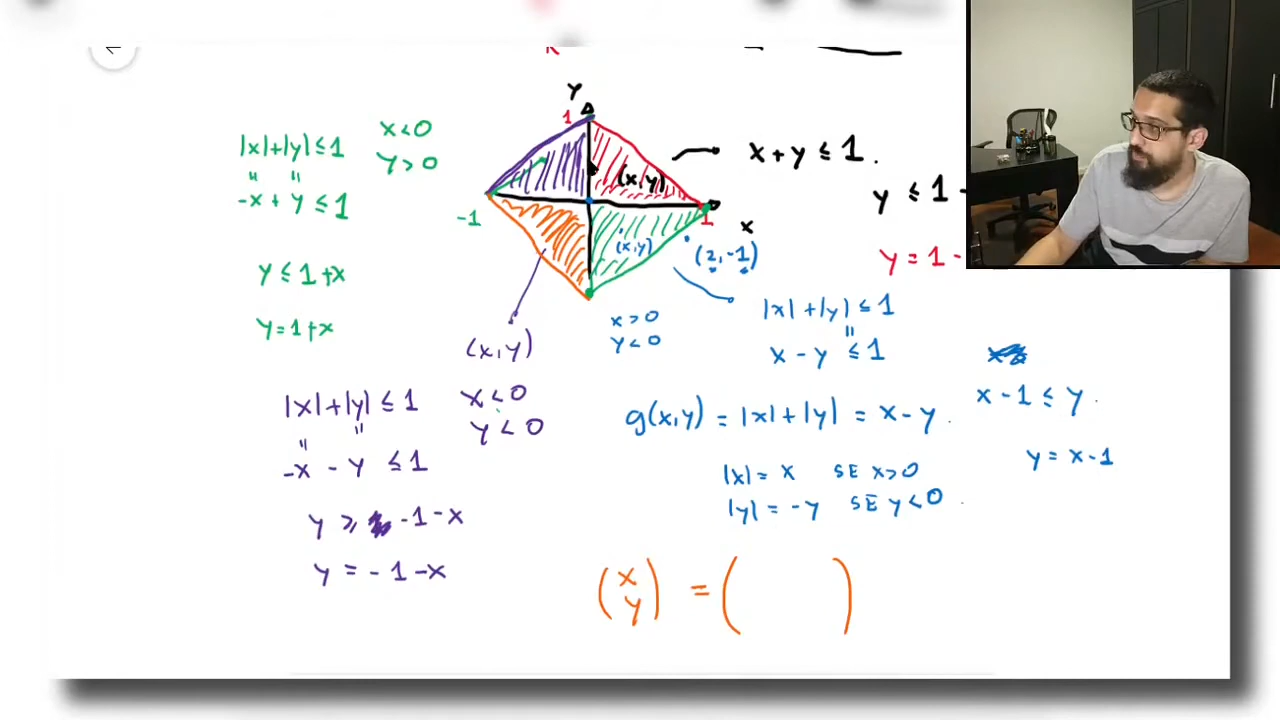 |x|+|y| ≤ 1
x<0
y>0
" "
-x + y ≤ 1
y ≤ 1+x
y=1+x
y
1
(x,y)
-1
1
x
x+y ≤ 1.
y ≤ 1-
y = 1-
(x,y)
(2,-1)
x>0
y<0
|x|+|y| ≤ 1
"
x - y ≤ 1
x - 1 ≤ y.
y = x-1
(x,y)
|x|+|y| ≤ 1
x<0
y<0
" "
-x - y ≤ 1
y ≥ -1-x
y = -1-x
g(x,y) = |x|+|y| = x-y.
|x| = x SE x>0
|y| = -y SE y<0.
(x
y) = ( )